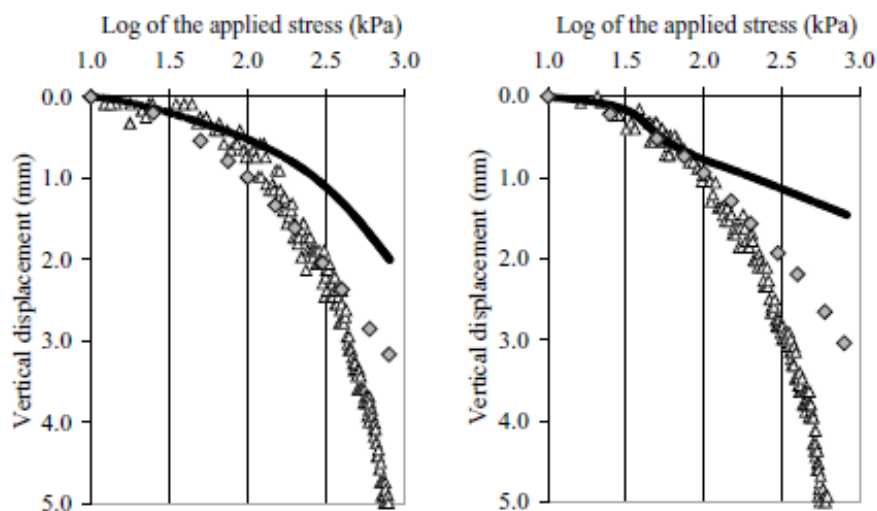 Log of the applied stress (kPa)
1.0 1.5 2.0 2.5 3.0
0.0
1.0
2.0
3.0
4.0
5.0
Vertical displacement (mm)
Log of the applied stress (kPa)
1.0 1.5 2.0 2.5 3.0
0.0
1.0
2.0
3.0
4.0
5.0
Vertical displacement (mm)